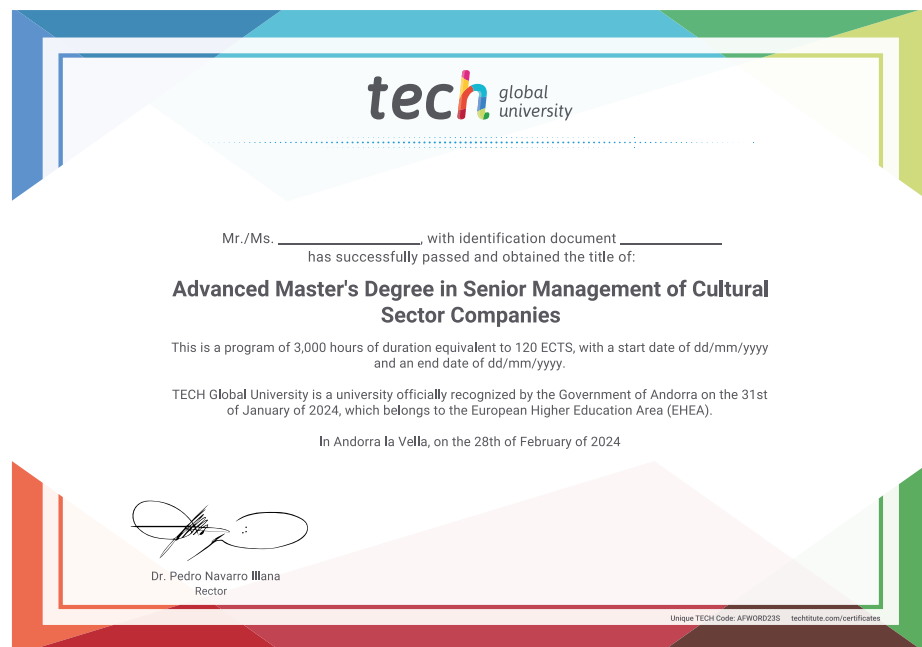 tech global university
Mr./Ms. ____________________, with identification document ______________
has successfully passed and obtained the title of:
Advanced Master's Degree in Senior Management of Cultural
Sector Companies
This is a program of 3,000 hours of duration equivalent to 120 ECTS, with a start date of dd/mm/yyyy
and an end date of dd/mm/yyyy.
TECH Global University is a university officially recognized by the Government of Andorra on the 31st
of January of 2024, which belongs to the European Higher Education Area (EHEA).
In Andorra la Vella, on the 28th of February of 2024
Dr. Pedro Navarro Illana
Rector
Unique TECH Code: AFWORD23S techtitute.com/certificates